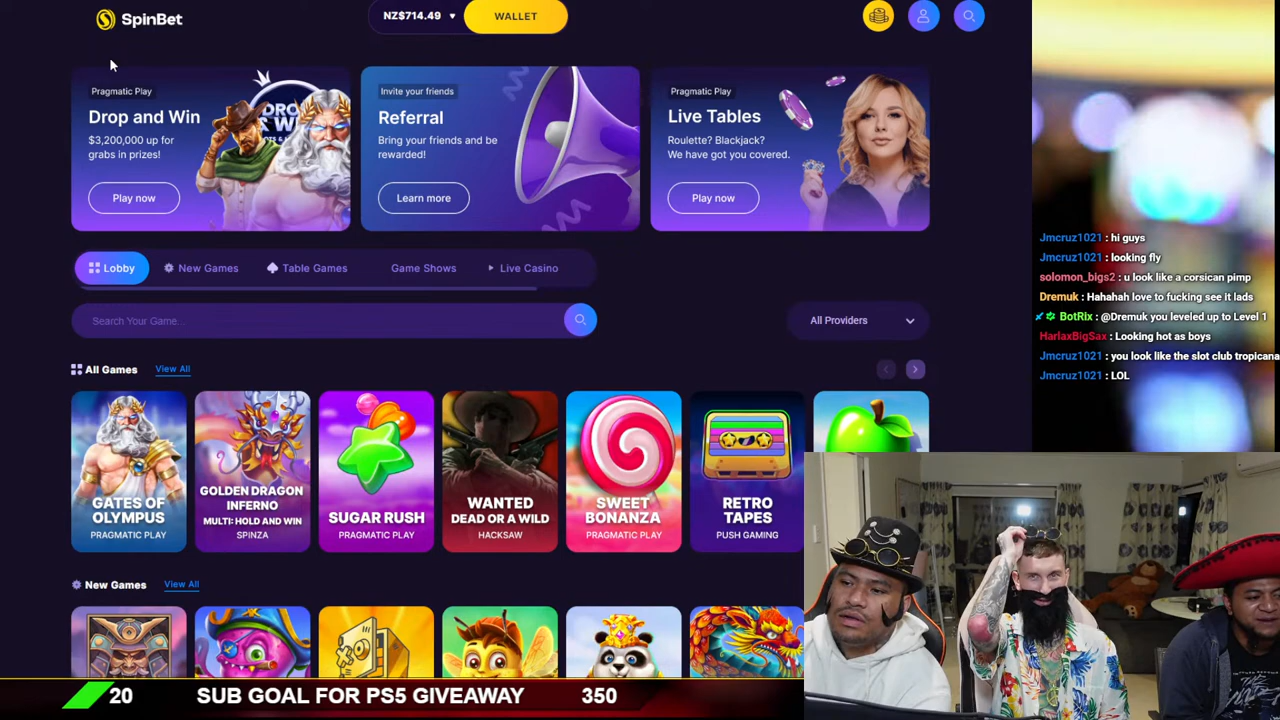 SpinBet
NZ$714.49
WALLET
Pragmatic Play
Drop and Win
$3,200,000 up for
grabs in prizes!
Play now
Invite your friends
Referral
Bring your friends and be
rewarded!
Learn more
Pragmatic Play
Live Tables
Roulette? Blackjack?
We have got you covered.
Play now
Lobby
New Games
Table Games
Game Shows
Live Casino
Search Your Game...
All Providers
All Games
View All
GATES OF
OLYMPUS
PRAGMATIC PLAY
GOLDEN DRAGON
INFERNO
MULTI: HOLD AND WIN
SPINZA
SUGAR RUSH
PRAGMATIC PLAY
WANTED
DEAD OR A WILD
HACKSAW
SWEET
BONANZA
PRAGMATIC PLAY
RETRO
TAPES
PUSH GAMING
New Games
View All
Jmcruz1021 : hi guys
Jmcruz1021 : looking fly
solomon_bigs2 : u look like a corsican pimp
Dremuk : Hahahah love to fucking see it lads
BotRix : @Dremuk you leveled up to Level 1
HarlaxBigSax : Looking hot as boys
Jmcruz1021 : you look like the slot club tropicana
Jmcruz1021 : LOL
20 SUB GOAL FOR PS5 GIVEAWAY 350